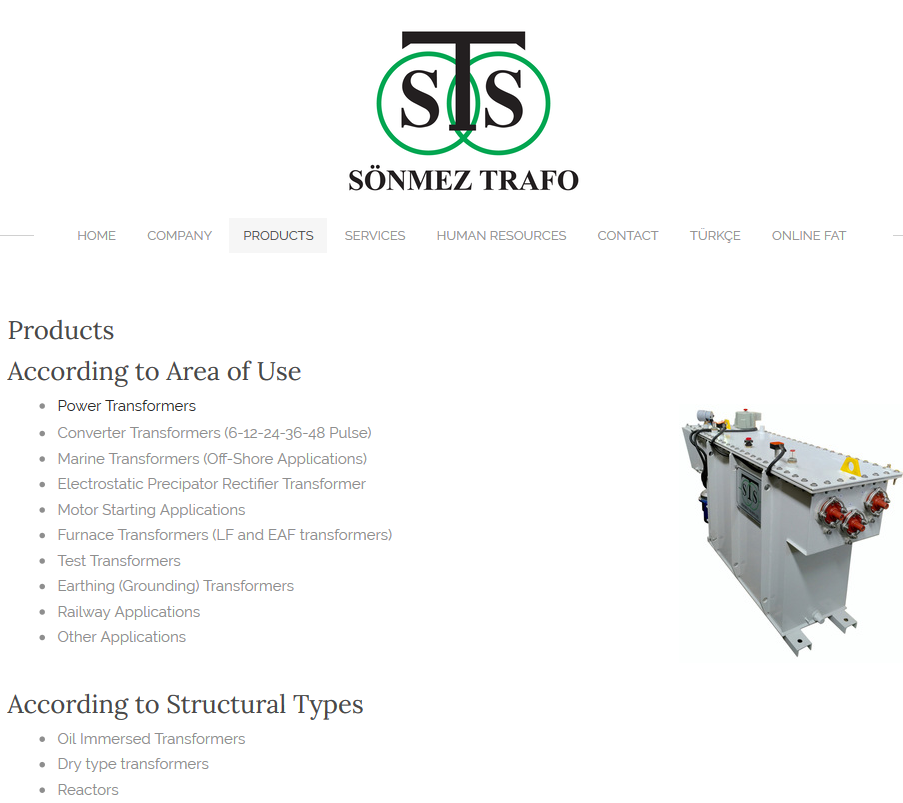 STS
SÖNMEZ TRAFO
HOME COMPANY PRODUCTS SERVICES HUMAN RESOURCES CONTACT TÜRKÇE ONLINE FAT
Products
According to Area of Use
Power Transformers
Converter Transformers (6-12-24-36-48 Pulse)
Marine Transformers (Off-Shore Applications)
Electrostatic Precipator Rectifier Transformer
Motor Starting Applications
Furnace Transformers (LF and EAF transformers)
Test Transformers
Earthing (Grounding) Transformers
Railway Applications
Other Applications
STS
According to Structural Types
Oil Immersed Transformers
Dry type transformers
Reactors